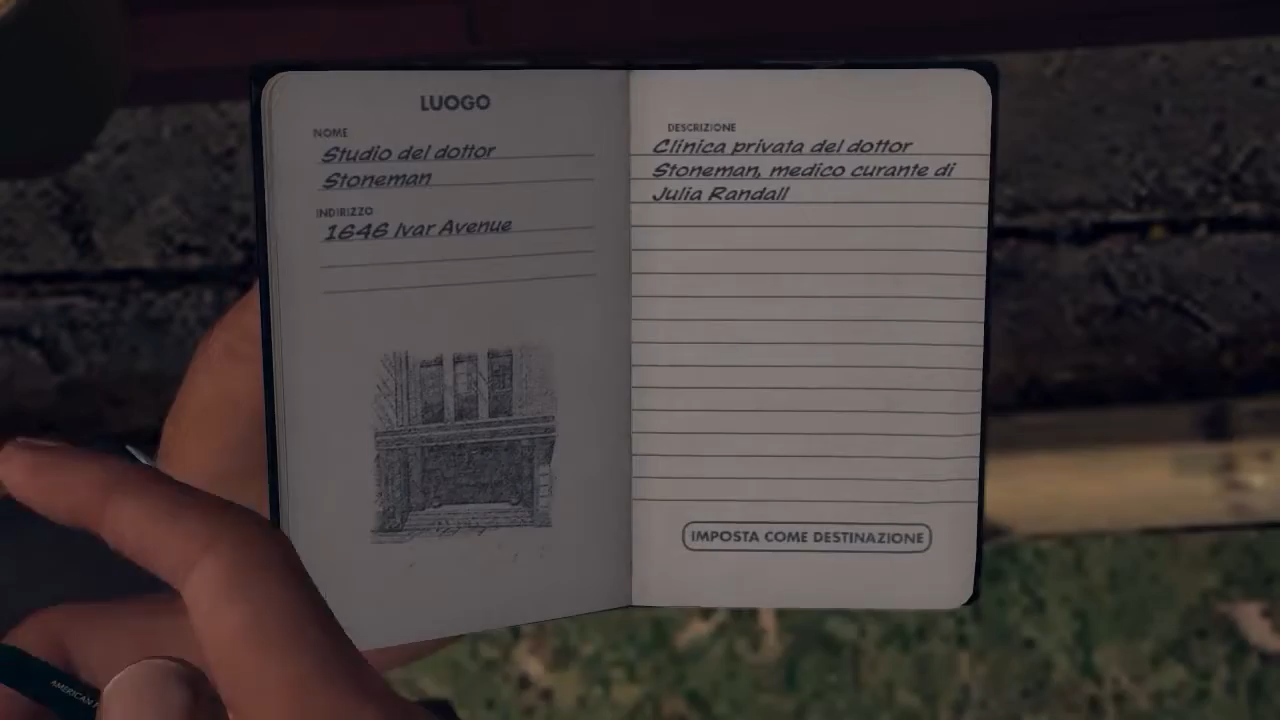 LUOGO
NOME
Studio del dottor
Stoneman
INDIRIZZO
1646 Ivar Avenue
DESCRIZIONE
Clinica privata del dottor
Stoneman, medico curante di
Julia Randall
IMPOSTA COME DESTINAZIONE
AMERICAN